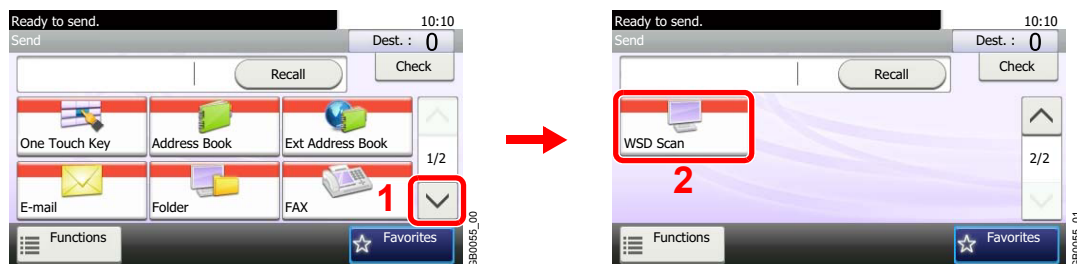 Ready to send.
10:10
Send
Dest. : 0
Recall
Check
One Touch Key
Address Book
Ext Address Book
1/2
E-mail
Folder
FAX
1
Functions
Favorites
GB0055_00
Ready to send.
10:10
Send
Dest. : 0
Recall
Check
WSD Scan
2
2/2
Functions
Favorites
GB0055_01